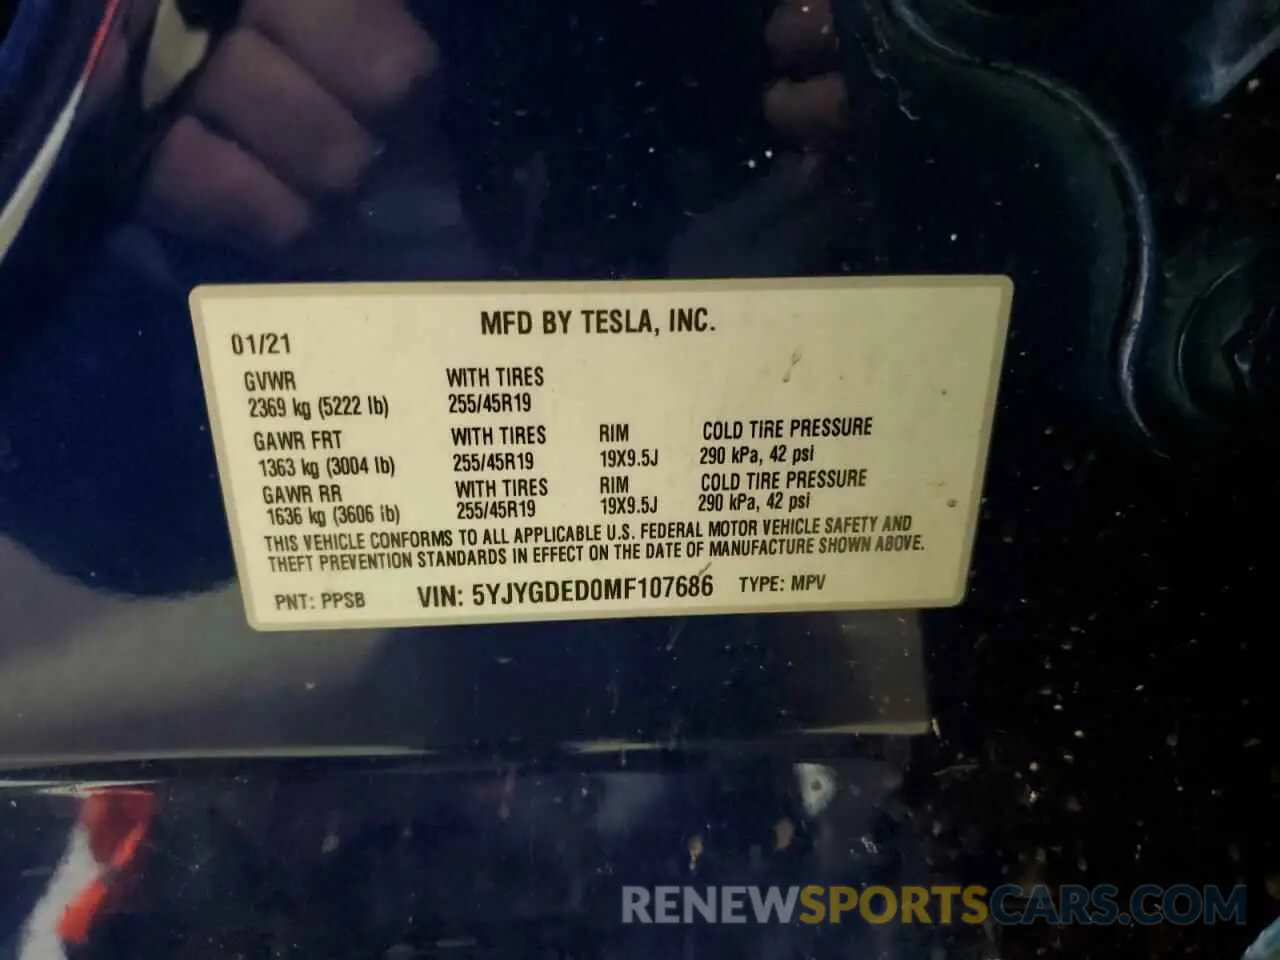 MFD BY TESLA, INC.
01/21
GVWR WITH TIRES
2369 kg (5222 lb) 255/45R19
GAWR FRT WITH TIRES RIM COLD TIRE PRESSURE
1363 kg (3004 lb) 255/45R19 19X9.5J 290 kPa, 42 psi
GAWR RR WITH TIRES RIM COLD TIRE PRESSURE
1636 kg (3606 lb) 255/45R19 19X9.5J 290 kPa, 42 psi
THIS VEHICLE CONFORMS TO ALL APPLICABLE U.S. FEDERAL MOTOR VEHICLE SAFETY AND
THEFT PREVENTION STANDARDS IN EFFECT ON THE DATE OF MANUFACTURE SHOWN ABOVE.
PNT: PPSB VIN: 5YJYGDED0MF107686 TYPE: MPV
RENEWSPORTSCARS.COM